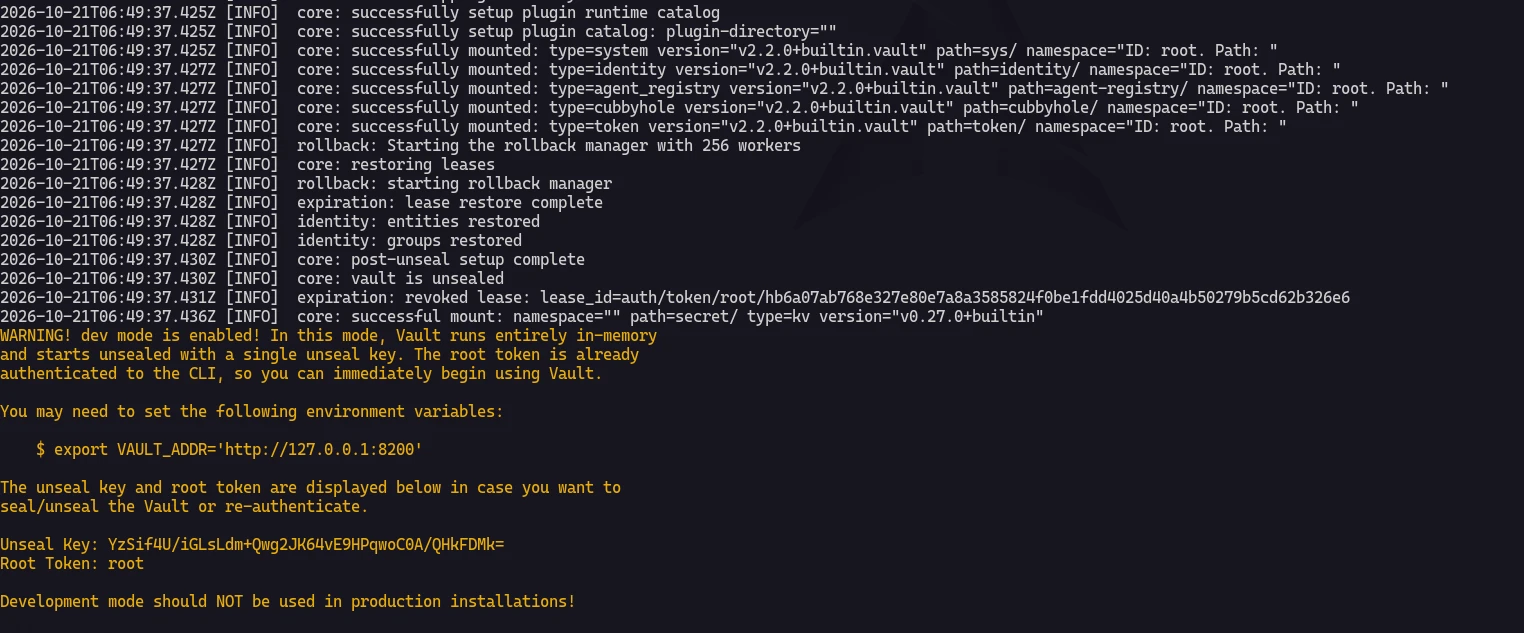 2026-10-21T06:49:37.425Z [INFO]  core: successfully setup plugin runtime catalog
2026-10-21T06:49:37.425Z [INFO]  core: successfully setup plugin catalog: plugin-directory=""
2026-10-21T06:49:37.425Z [INFO]  core: successfully mounted: type=system version="v2.2.0+builtin.vault" path=sys/ namespace="ID: root. Path: "
2026-10-21T06:49:37.427Z [INFO]  core: successfully mounted: type=identity version="v2.2.0+builtin.vault" path=identity/ namespace="ID: root. Path: "
2026-10-21T06:49:37.427Z [INFO]  core: successfully mounted: type=agent_registry version="v2.2.0+builtin.vault" path=agent-registry/ namespace="ID: root. Path: "
2026-10-21T06:49:37.427Z [INFO]  core: successfully mounted: type=cubbyhole version="v2.2.0+builtin.vault" path=cubbyhole/ namespace="ID: root. Path: "
2026-10-21T06:49:37.427Z [INFO]  core: successfully mounted: type=token version="v2.2.0+builtin.vault" path=token/ namespace="ID: root. Path: "
2026-10-21T06:49:37.427Z [INFO]  rollback: Starting the rollback manager with 256 workers
2026-10-21T06:49:37.427Z [INFO]  core: restoring leases
2026-10-21T06:49:37.428Z [INFO]  rollback: starting rollback manager
2026-10-21T06:49:37.428Z [INFO]  expiration: lease restore complete
2026-10-21T06:49:37.428Z [INFO]  identity: entities restored
2026-10-21T06:49:37.428Z [INFO]  identity: groups restored
2026-10-21T06:49:37.430Z [INFO]  core: post-unseal setup complete
2026-10-21T06:49:37.430Z [INFO]  core: vault is unsealed
2026-10-21T06:49:37.431Z [INFO]  expiration: revoked lease: lease_id=auth/token/root/hb6a07ab768e327e80e7a8a3585824f0be1fdd4025d40a4b50279b5cd62b326e6
2026-10-21T06:49:37.436Z [INFO]  core: successful mount: namespace="" path=secret/ type=kv version="v0.27.0+builtin"
WARNING! dev mode is enabled! In this mode, Vault runs entirely in-memory
and starts unsealed with a single unseal key. The root token is already
authenticated to the CLI, so you can immediately begin using Vault.
You may need to set the following environment variables:
$ export VAULT_ADDR='http://127.0.0.1:8200'
The unseal key and root token are displayed below in case you want to
seal/unseal the Vault or re-authenticate.
Unseal Key: YzSif4U/iGLsLdm+Qwg2JK64vE9HPqwoC0A/QHkFDMk=
Root Token: root
Development mode should NOT be used in production installations!